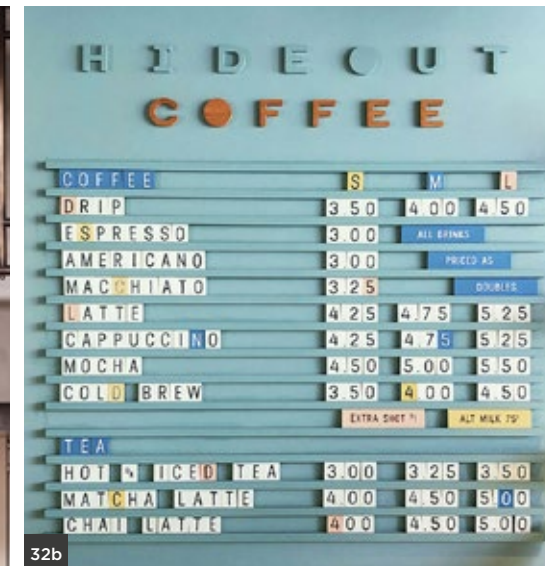 HIDEOUT
COFFEE
COFFEE S M L
DRIP 3.50 4.00 4.50
ESPRESSO 3.00 ALL DRINKS
AMERICANO 3.00 PRICED AS
MACCHIATO 3.25 DOUBLES
LATTE 4.25 4.75 5.25
CAPPUCCINO 4.25 4.75 5.25
MOCHA 4.50 5.00 5.50
COLD BREW 3.50 4.00 4.50
EXTRA SHOT ALT MILK 75¢
TEA
HOT ICED TEA 3.00 3.25 3.50
MATCHA LATTE 4.00 4.50 5.00
CHAI LATTE 4.00 4.50 5.00
32b